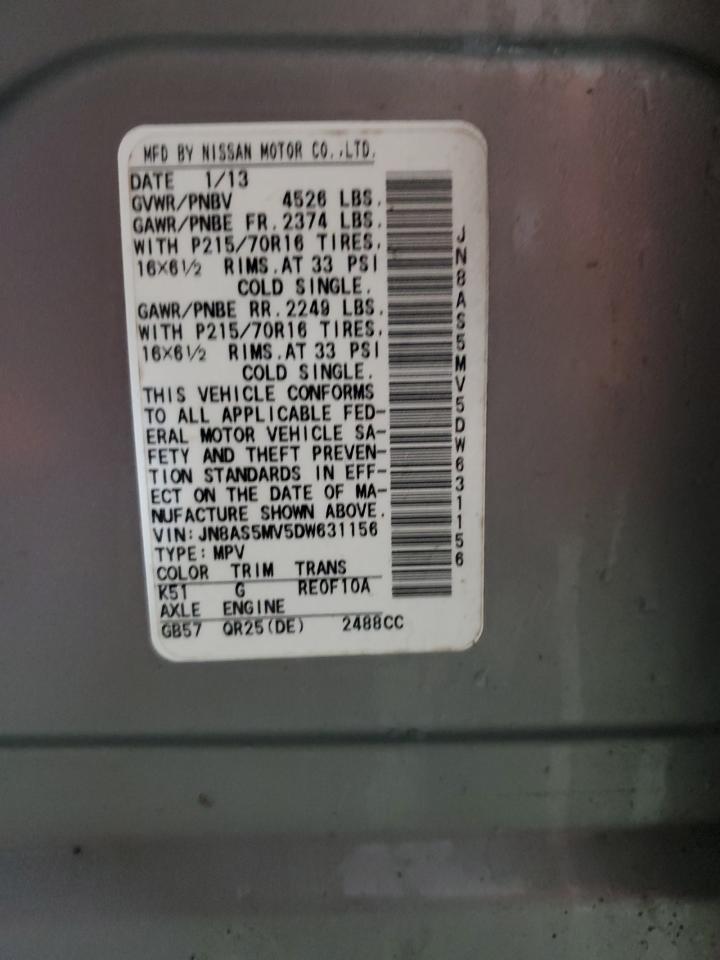 MFD BY NISSAN MOTOR CO.,LTD.
DATE 1/13
GVWR/PNBV 4526 LBS.
GAWR/PNBE FR. 2374 LBS.
WITH P215/70R16 TIRES,
16×6½ RIMS.AT 33 PSI
COLD SINGLE.
GAWR/PNBE RR. 2249 LBS.
WITH P215/70R16 TIRES,
16×6½ RIMS.AT 33 PSI
COLD SINGLE.
THIS VEHICLE CONFORMS
TO ALL APPLICABLE FED-
ERAL MOTOR VEHICLE SA-
FETY AND THEFT PREVEN-
TION STANDARDS IN EFF-
ECT ON THE DATE OF MA-
NUFACTURE SHOWN ABOVE.
VIN:JN8AS5MV5DW631156
TYPE:MPV
COLOR TRIM TRANS
K51 G RE0F10A
AXLE ENGINE
GB57 QR25(DE) 2488CC
JN8AS5MV5DW631156